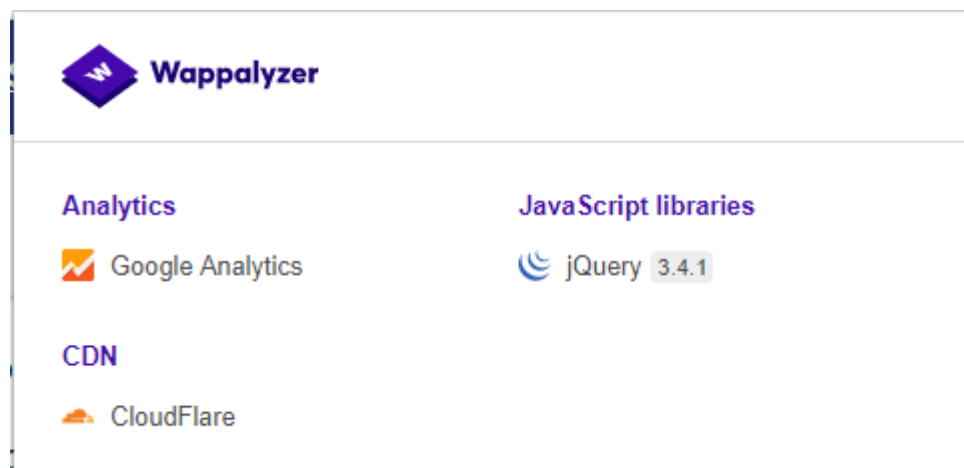 Wappalyzer
Analytics
Google Analytics
JavaScript libraries
jQuery 3.4.1
CDN
CloudFlare